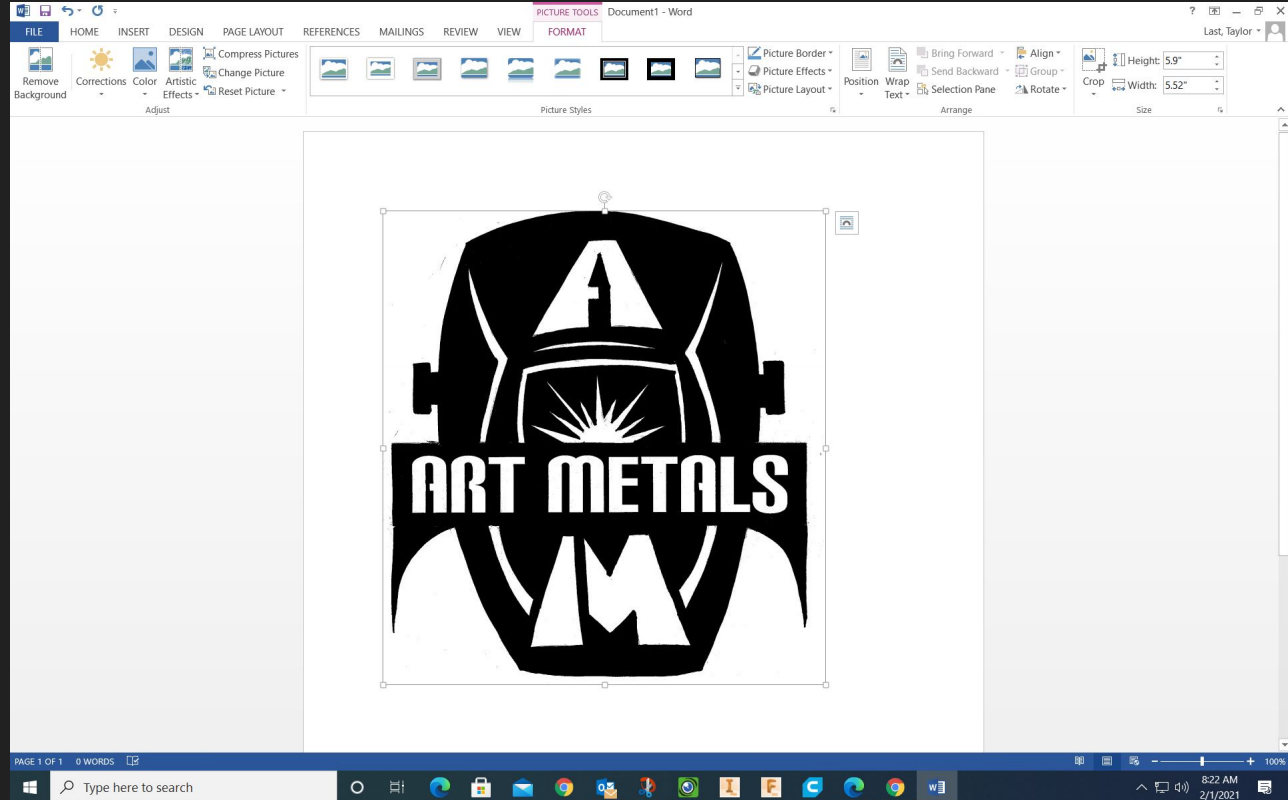 PICTURE TOOLS Document1 - Word ?
FILE HOME INSERT DESIGN PAGE LAYOUT REFERENCES MAILINGS REVIEW VIEW FORMAT Last, Taylor
Remove Background
Corrections
Color
Artistic Effects
Compress Pictures
Change Picture
Reset Picture
Adjust
Picture Styles
Picture Border
Picture Effects
Picture Layout
Position
Wrap Text
Bring Forward
Send Backward
Selection Pane
Align
Group
Rotate
Arrange
Crop
Height: 5.9"
Width: 5.52"
Size
A
ART METALS
M
PAGE 1 OF 1 0 WORDS 100%
Type here to search
8:22 AM
2/1/2021